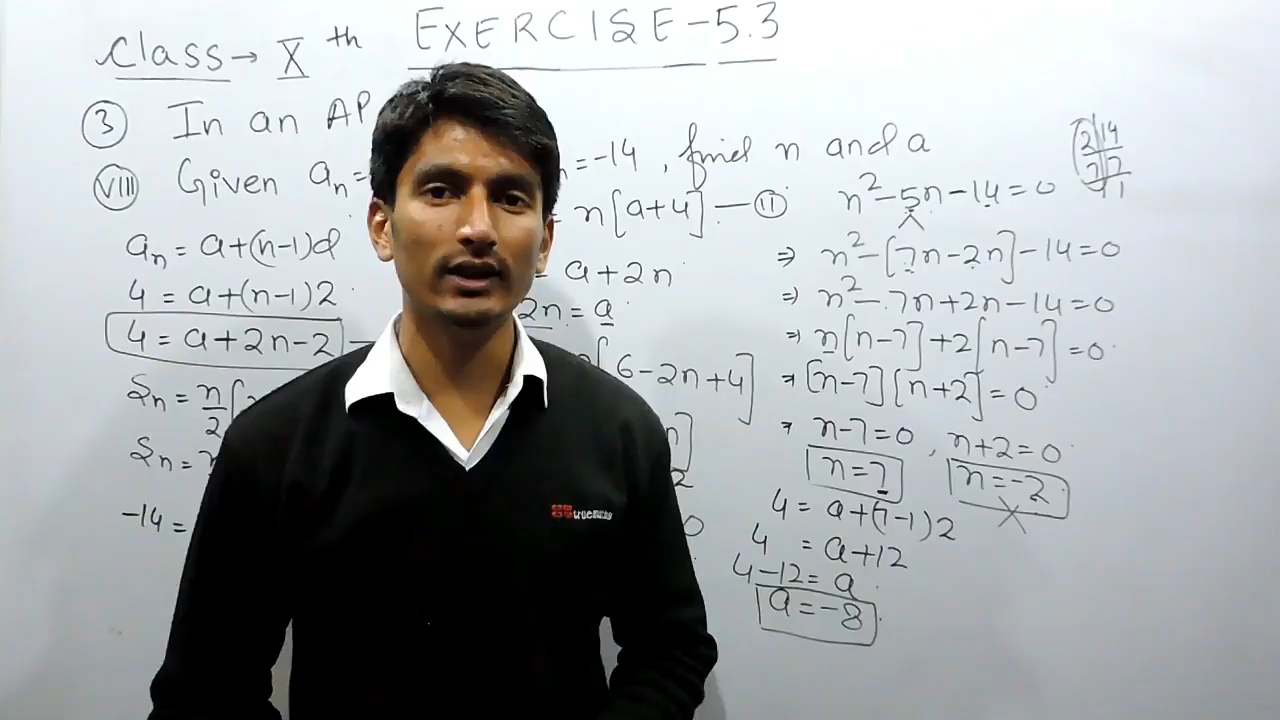 Class → Xth EXERCISE-5.3
③ In an AP
VIII Given an= n=-14, find n and a
an = a+(n-1)d
4 = a+(n-1)2
4 = a+2n-2 —
Sn = n/2[
Sn =
-14 =
= n[a+4] — II
= a+2n
2n = a
[6-2n+4]
n]
2
0
n²-5n-14=0
⇒ n²-[7n-2n]-14=0
⇒ n²-7n+2n-14=0
⇒ n[n-7]+2[n-7]=0
⇒ [n-7][n+2]=0
⇒ n-7=0, n+2=0
n=7 n=-2
×
4 = a+(7-1)2
4 = a+12
4-12=a
a=-8
2|14
7|7
1